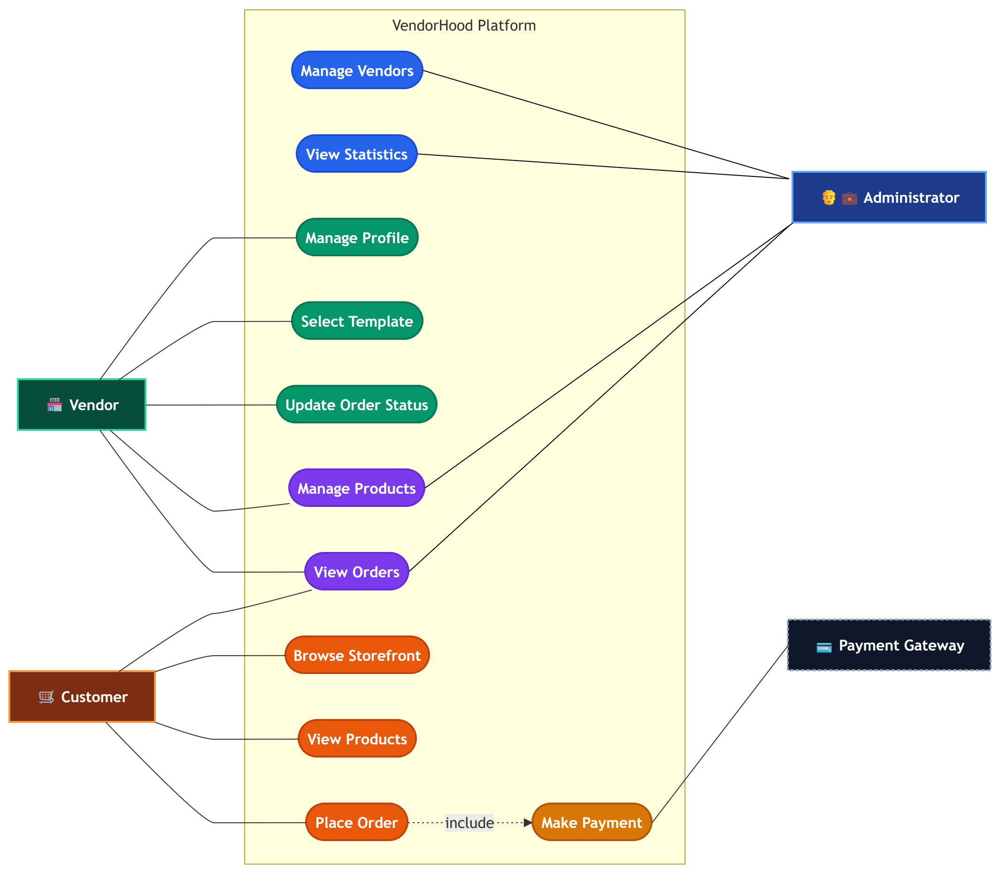 VendorHood Platform
Manage Vendors
View Statistics
Administrator
Manage Profile
Select Template
24 H
Vendor
Update Order Status
Manage Products
View Orders
Browse Storefront
Payment Gateway
Customer
View Products
Place Order
include
Make Payment